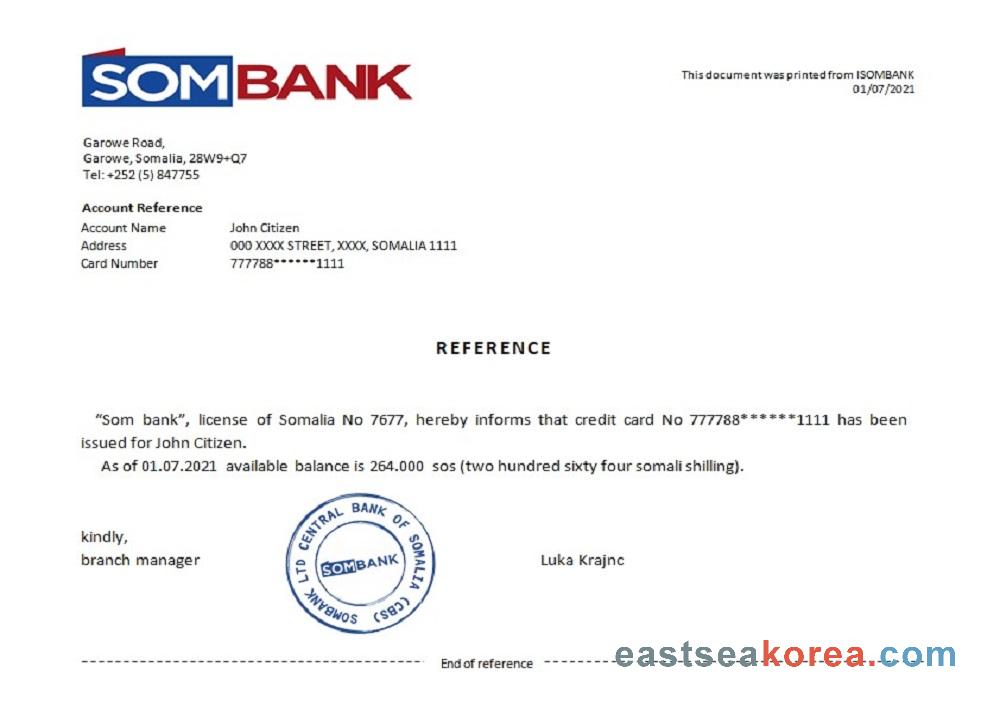 SOMBANK
This document was printed from ISOMBANK
01/07/2021
Garowe Road,
Garowe, Somalia, 28W9+Q7
Tel: +252 (5) 847755
Account Reference
Account Name John Citizen
Address 000 XXXX STREET, XXXX, SOMALIA 1111
Card Number 777788******1111
REFERENCE
“Som bank”, license of Somalia No 7677, hereby informs that credit card No 777788******1111 has been
issued for John Citizen.
As of 01.07.2021 available balance is 264.000 sos (two hundred sixty four somali shilling).
kindly,
branch manager
SOMBANK LTD CENTRAL BANK OF SOMALIA (CBS)
SOMBANK
Luka Krajnc
End of reference
eastseakorea.com